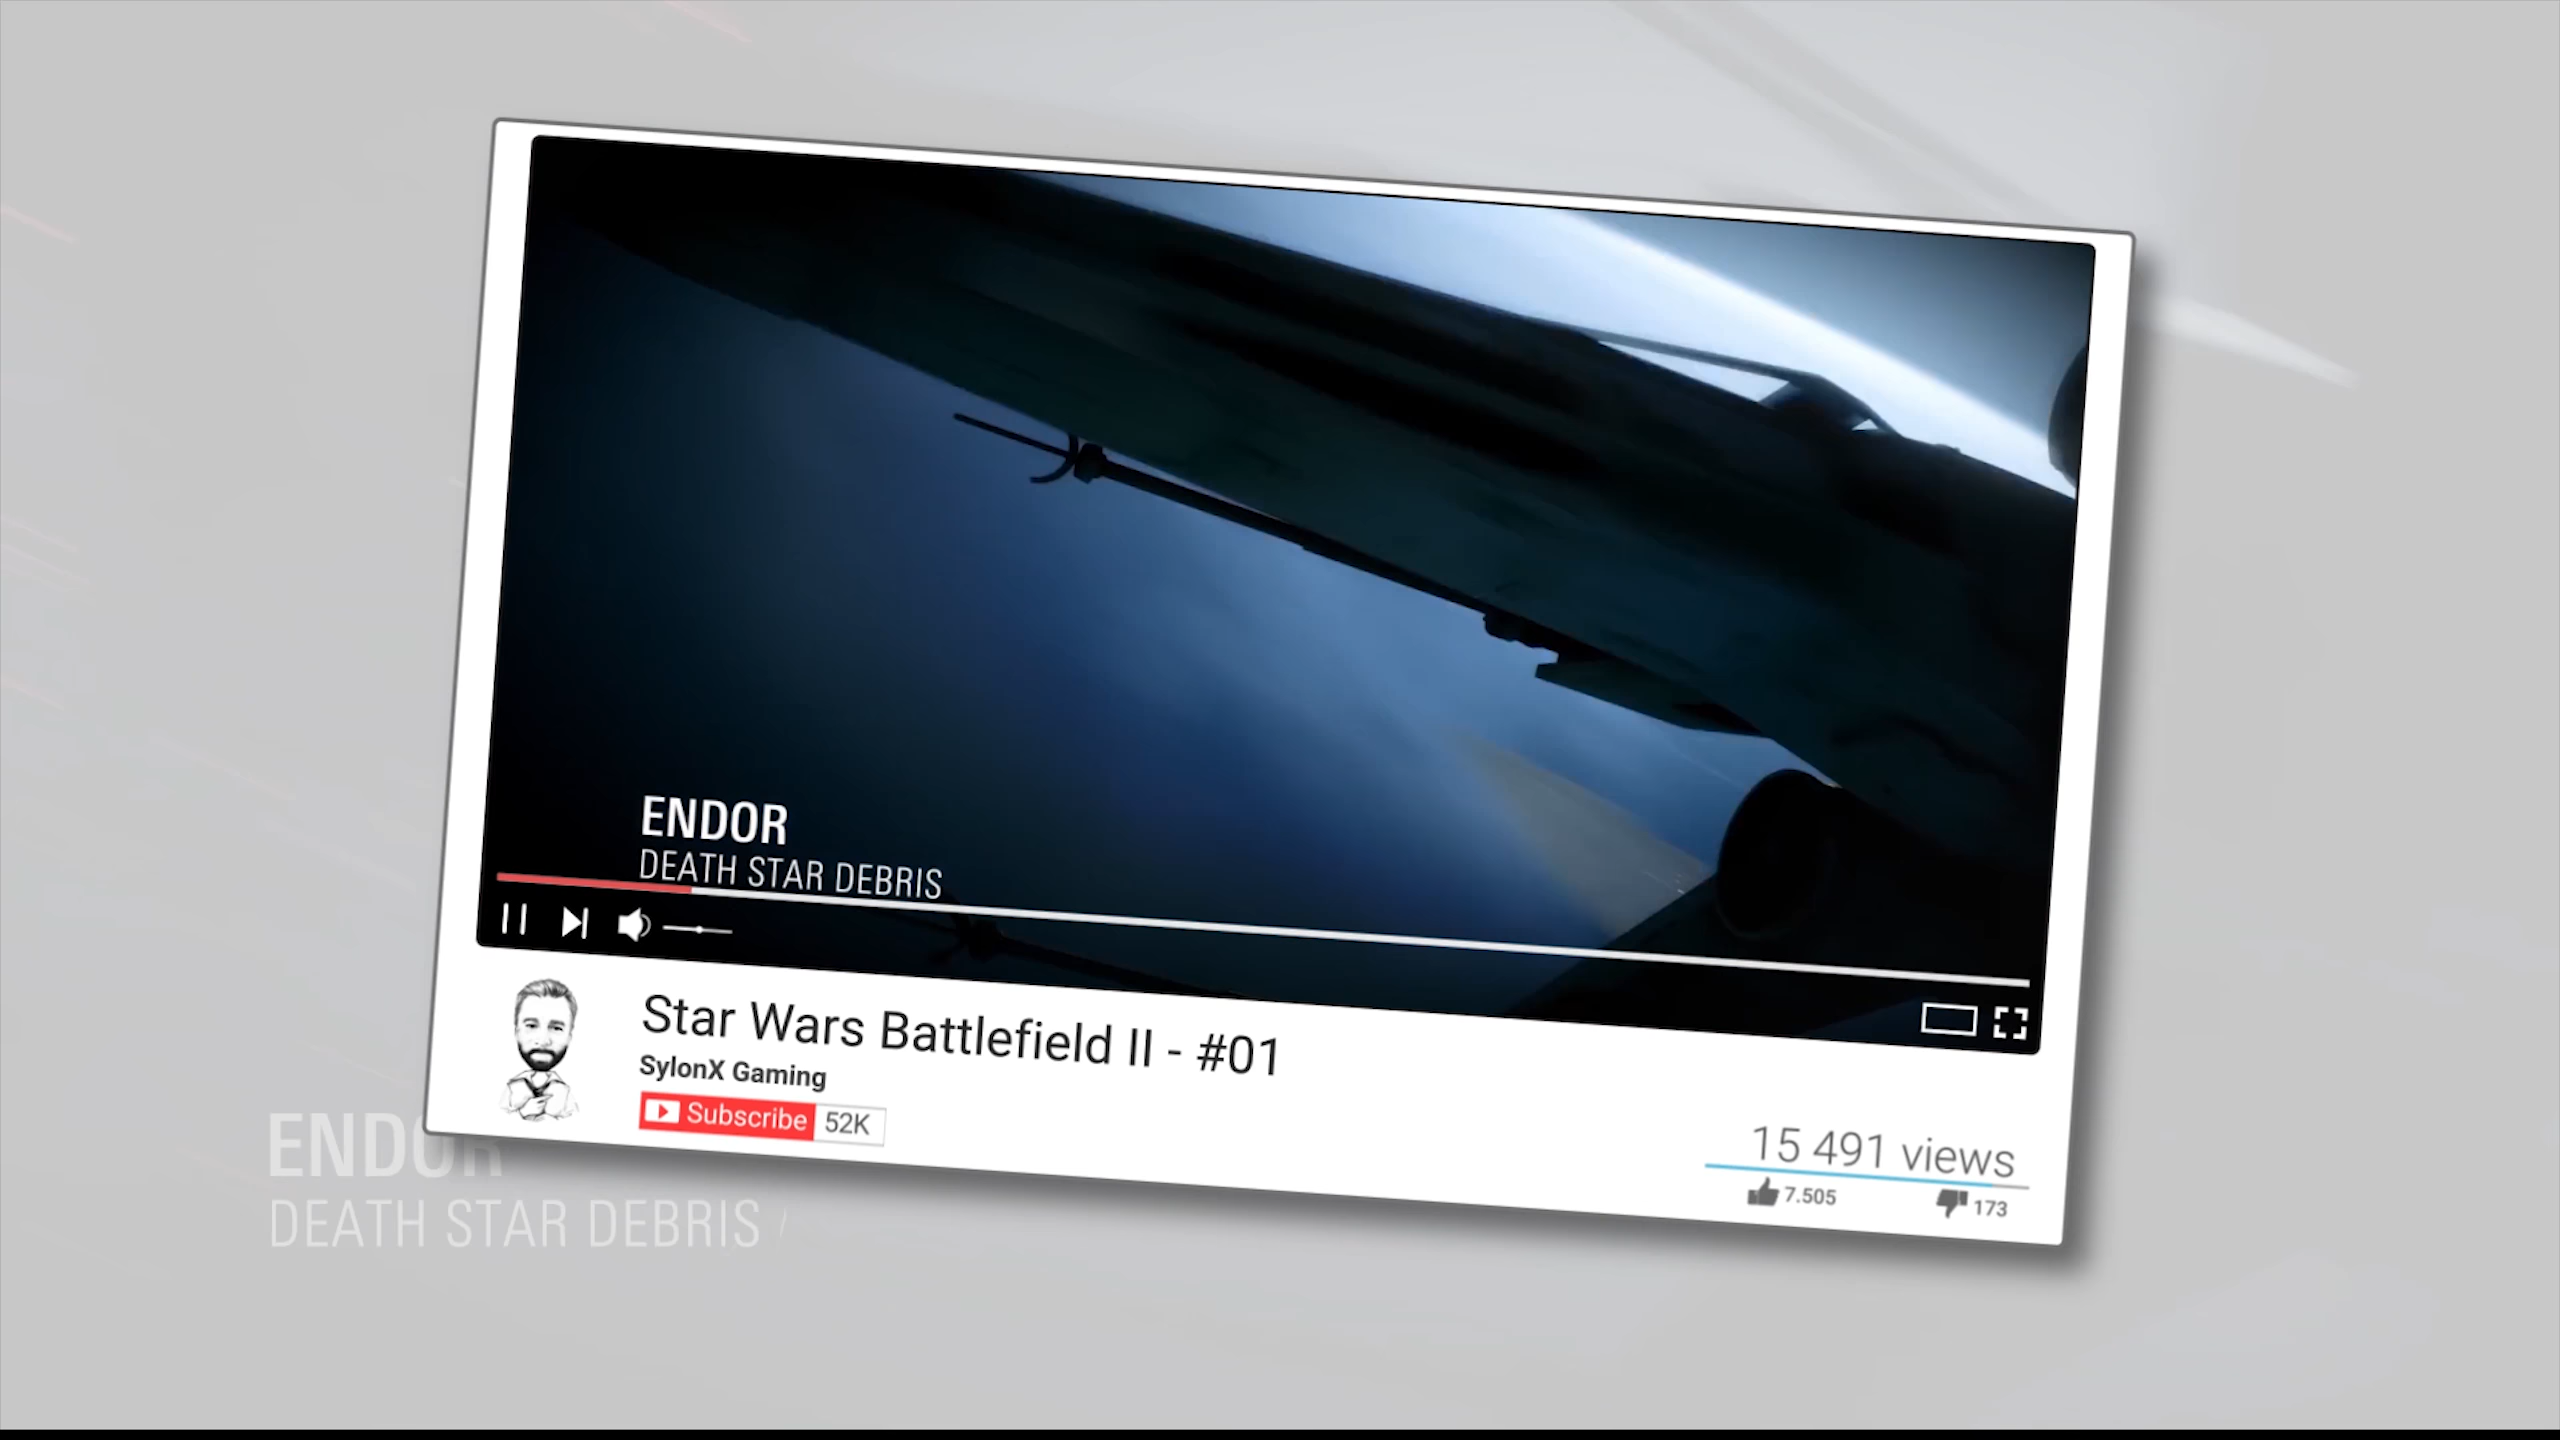 ENDOR
DEATH STAR DEBRIS
Star Wars Battlefield II - #01
SylonX Gaming
Subscribe 52K
15 491 views
7.505 173
ENDOR
DEATH STAR DEBRIS